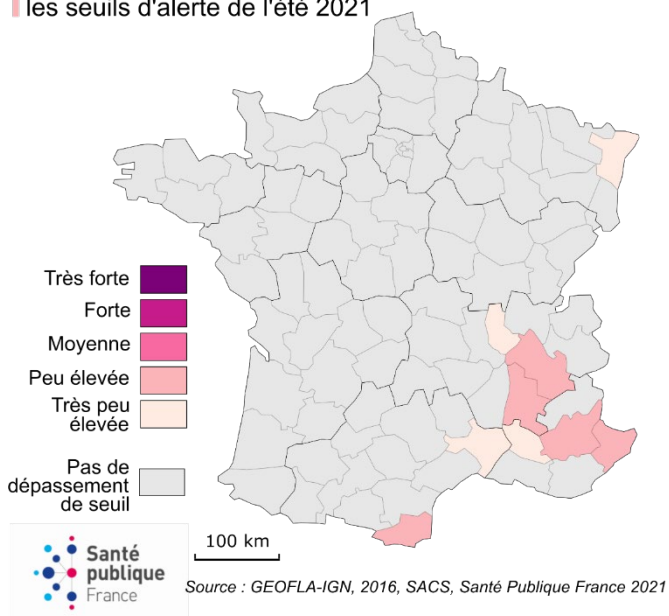 les seuils d'alerte de l'été 2021
Très forte
Forte
Moyenne
Peu élevée
Très peu
élevée
Pas de
dépassement
de seuil
100 km
Santé
publique
France
Source : GEOFLA-IGN, 2016, SACS, Santé Publique France 2021